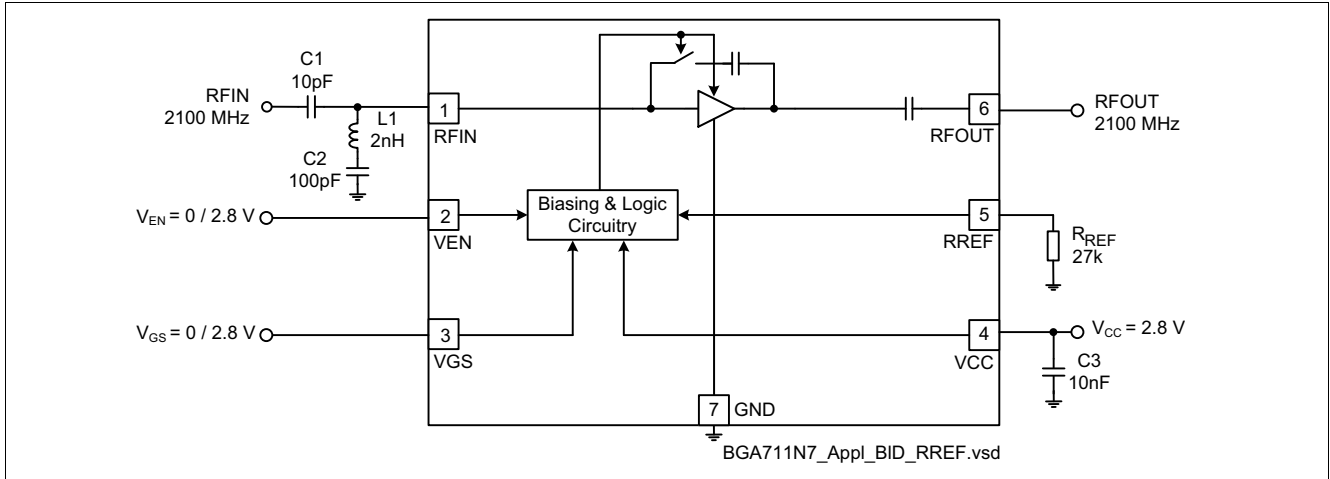 C1
10pF
RFIN
2100 MHz
1
RFIN
L1
2nH
C2
100pF
6
RFOUT
RFOUT
2100 MHz
V_EN = 0 / 2.8 V
2
VEN
Biasing & Logic
Circuitry
5
RREF
R_REF
27k
V_GS = 0 / 2.8 V
3
VGS
4
VCC
V_CC = 2.8 V
C3
10nF
7
GND
BGA711N7_Appl_BID_RREF.vsd